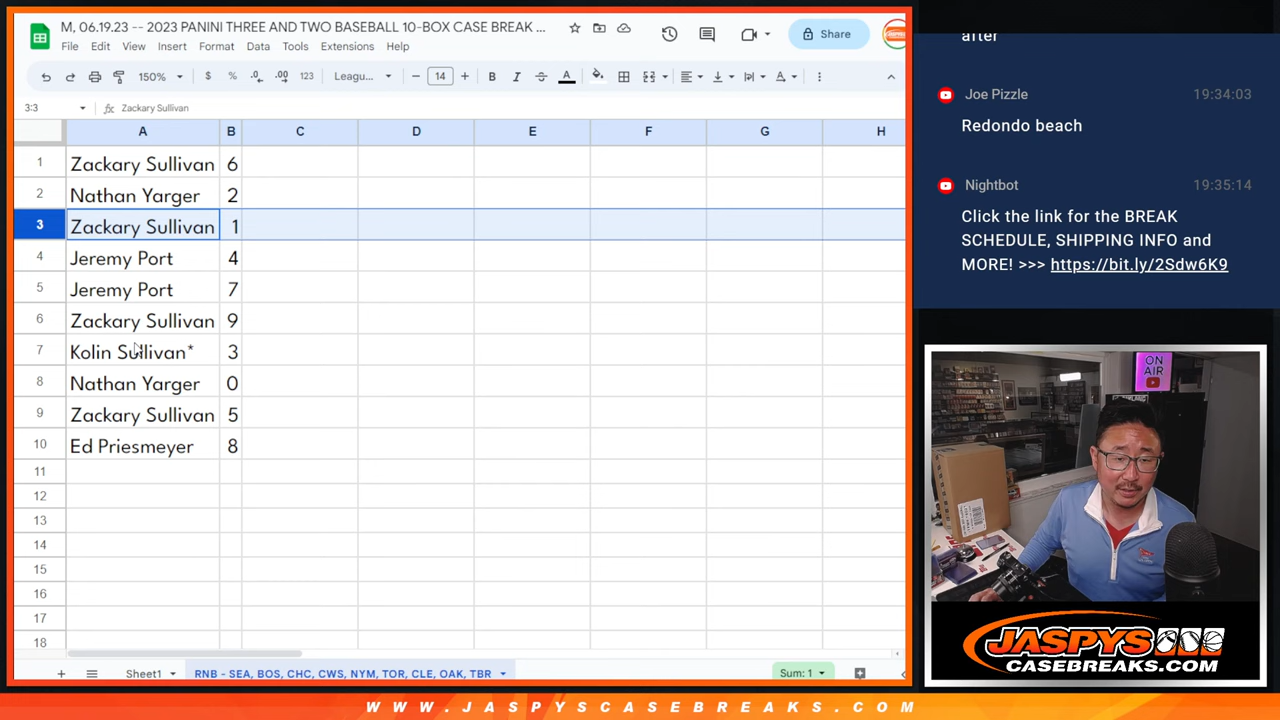 M, 06.19.23 -- 2023 PANINI THREE AND TWO BASEBALL 10-BOX CASE BREAK ...
Share
File Edit View Insert Format Data Tools Extensions Help
150% $ % .0 .00 123 Leagu... − 14 + B I A
3:3 fx Zackary Sullivan
A B C D E F G H
1 Zackary Sullivan 6
2 Nathan Yarger 2
3 Zackary Sullivan 1
4 Jeremy Port 4
5 Jeremy Port 7
6 Zackary Sullivan 9
7 Kolin Sullivan* 3
8 Nathan Yarger 0
9 Zackary Sullivan 5
10 Ed Priesmeyer 8
11
12
13
14
15
16
17
18
+ Sheet1 RNB - SEA, BOS, CHC, CWS, NYM, TOR, CLE, OAK, TBR Sum: 1
after
Joe Pizzle 19:34:03
Redondo beach
Nightbot 19:35:14
Click the link for the BREAK
SCHEDULE, SHIPPING INFO and
MORE! >>> https://bit.ly/2Sdw6K9
ON
AIR
JASPYS
CASEBREAKS.COM
WWW.JASPYSCASEBREAKS.COM